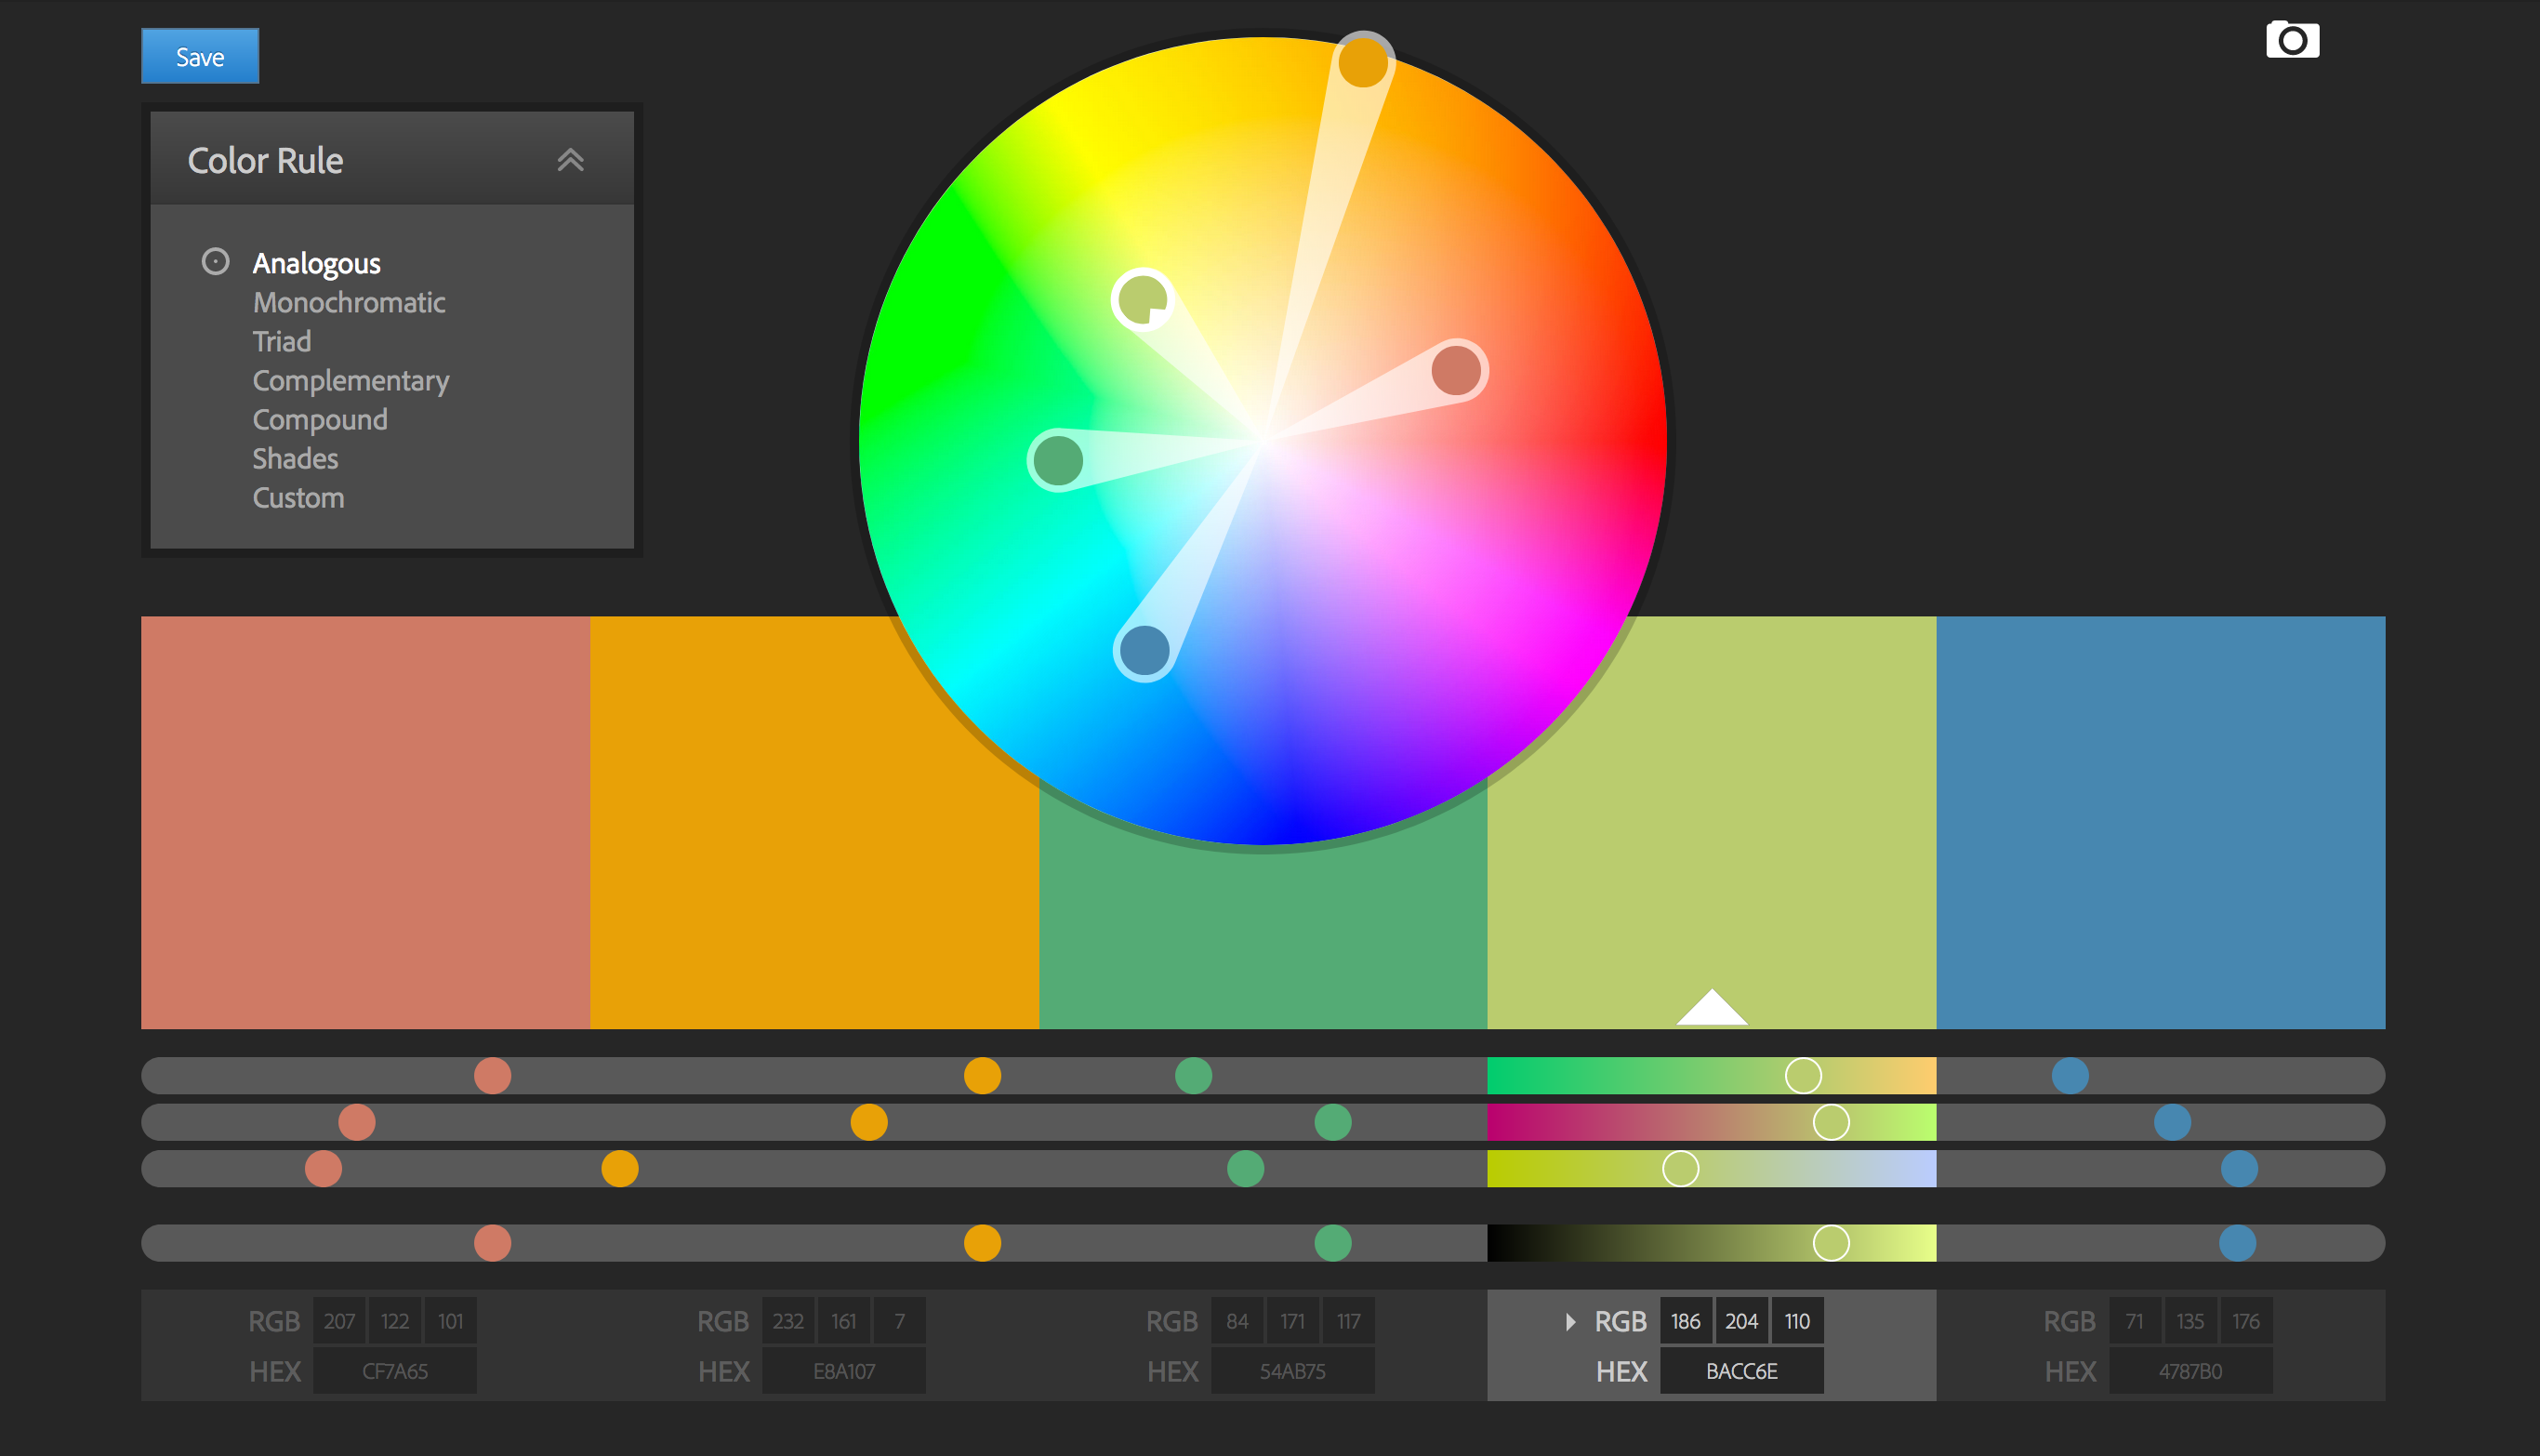 Save
Color Rule
Analogous
Monochromatic
Triad
Complementary
Compound
Shades
Custom
RGB 207 122 101
HEX CF7A65
RGB 232 161 7
HEX E8A107
RGB 84 171 117
HEX 54AB75
RGB 186 204 110
HEX BACC6E
RGB 71 135 176
HEX 4787B0